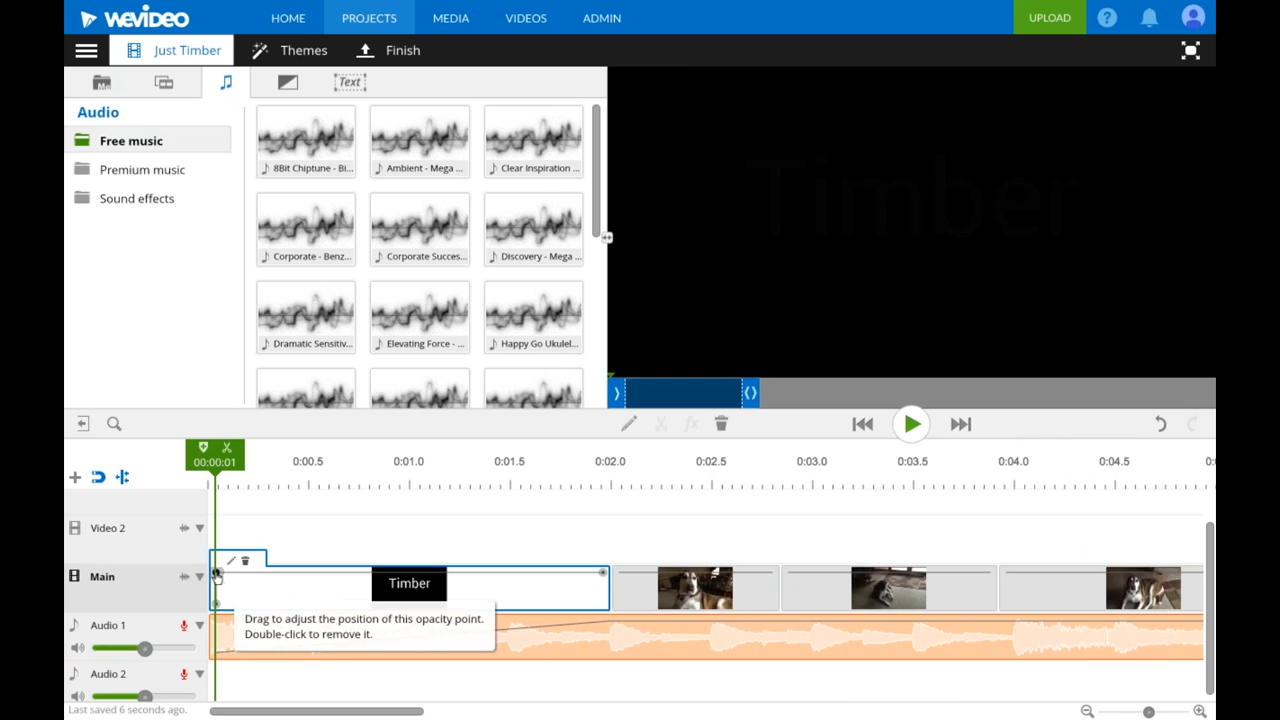 WEVIDEO HOME PROJECTS MEDIA VIDEOS ADMIN UPLOAD ?
Just Timber Themes Finish
Text
Audio
Free music
Premium music
Sound effects
8Bit Chiptune - Bi... Ambient - Mega ... Clear Inspiration ...
Corporate - Benz... Corporate Succes... Discovery - Mega ...
Dramatic Sensitiv... Elevating Force - ... Happy Go Ukulel...
Timber
00:00:01 0:00.5 0:01.0 0:01.5 0:02.0 0:02.5 0:03.0 0:03.5 0:04.0 0:04.5
Video 2
Main
Timber
Audio 1
Drag to adjust the position of this opacity point.
Double-click to remove it.
Audio 2
Last saved 6 seconds ago.